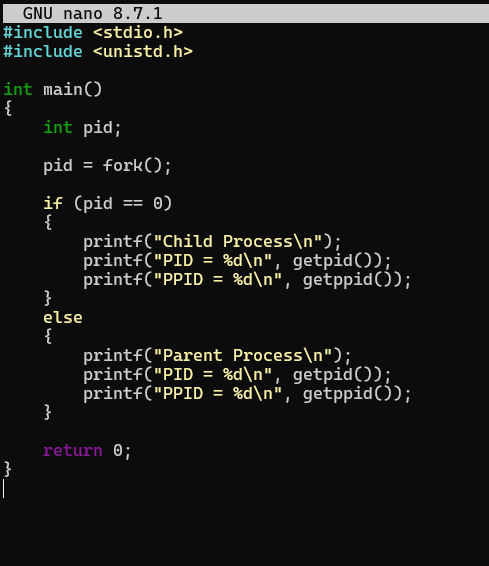 GNU nano 8.7.1
#include <stdio.h>
#include <unistd.h>

int main()
{
    int pid;

    pid = fork();

    if (pid == 0)
    {
        printf("Child Process\n");
        printf("PID = %d\n", getpid());
        printf("PPID = %d\n", getppid());
    }
    else
    {
        printf("Parent Process\n");
        printf("PID = %d\n", getpid());
        printf("PPID = %d\n", getppid());
    }

    return 0;
}